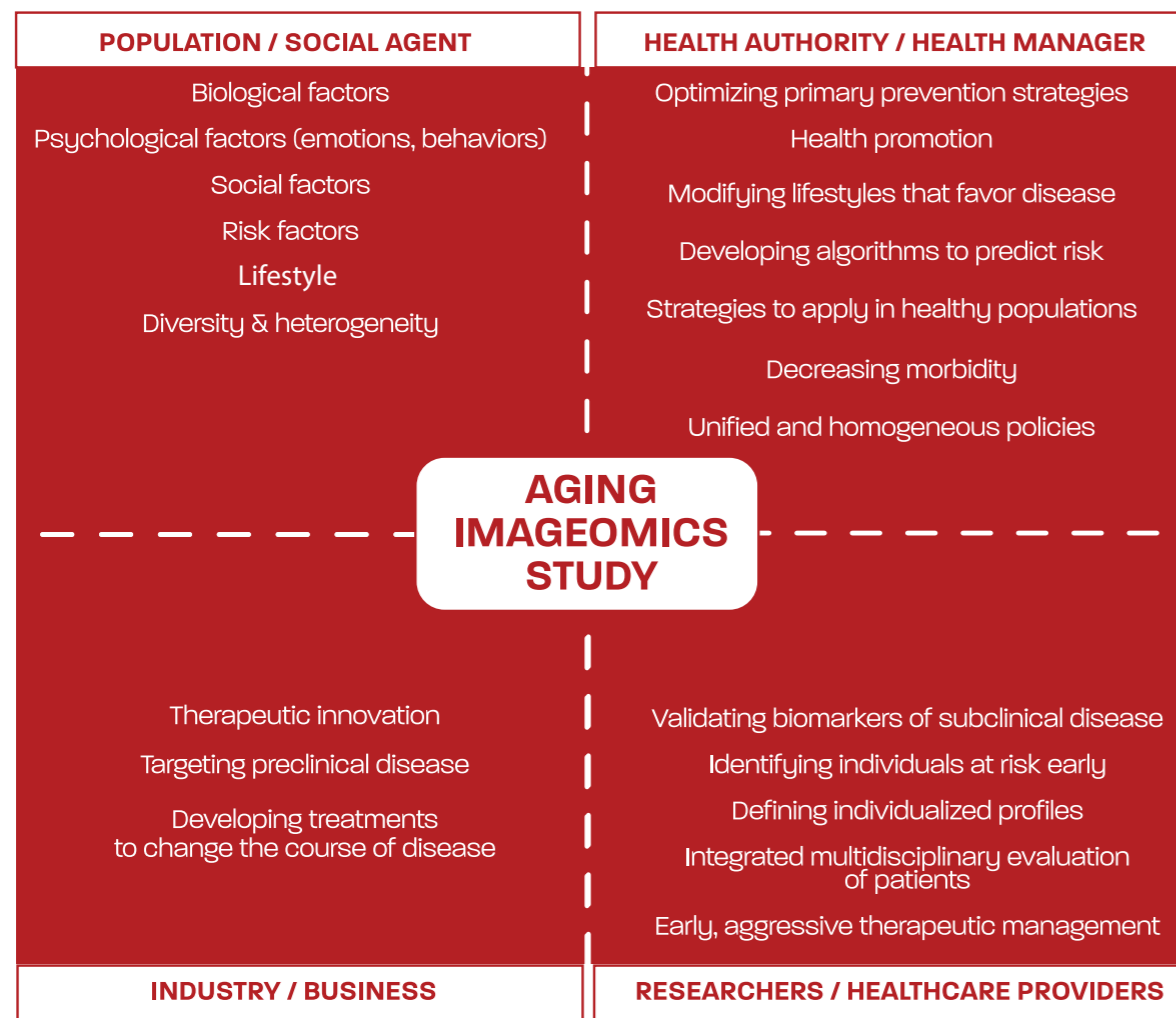 POPULATION / SOCIAL AGENT
Biological factors
Psychological factors (emotions, behaviors)
Social factors
Risk factors
Lifestyle
Diversity & heterogeneity
HEALTH AUTHORITY / HEALTH MANAGER
Optimizing primary prevention strategies
Health promotion
Modifying lifestyles that favor disease
Developing algorithms to predict risk
Strategies to apply in healthy populations
Decreasing morbidity
Unified and homogeneous policies
AGING
IMAGEOMICS
STUDY
Therapeutic innovation
Targeting preclinical disease
Developing treatments
to change the course of disease
INDUSTRY / BUSINESS
Validating biomarkers of subclinical disease
Identifying individuals at risk early
Defining individualized profiles
Integrated multidisciplinary evaluation
of patients
Early, aggressive therapeutic management
RESEARCHERS / HEALTHCARE PROVIDERS